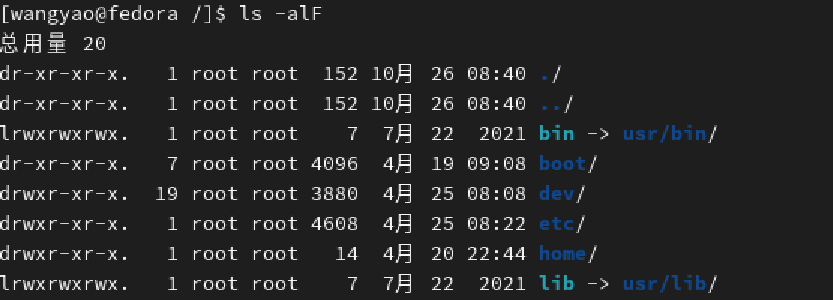 [wangyao@fedora /]$ ls -alF
总用量 20
dr-xr-xr-x.   1 root root  152 10月 26 08:40 ./
dr-xr-xr-x.   1 root root  152 10月 26 08:40 ../
lrwxrwxrwx.   1 root root    7  7月 22  2021 bin -> usr/bin/
dr-xr-xr-x.   7 root root 4096  4月 19 09:08 boot/
drwxr-xr-x.  19 root root 3880  4月 25 08:08 dev/
drwxr-xr-x.   1 root root 4608  4月 25 08:22 etc/
drwxr-xr-x.   1 root root   14  4月 20 22:44 home/
lrwxrwxrwx.   1 root root    7  7月 22  2021 lib -> usr/lib/